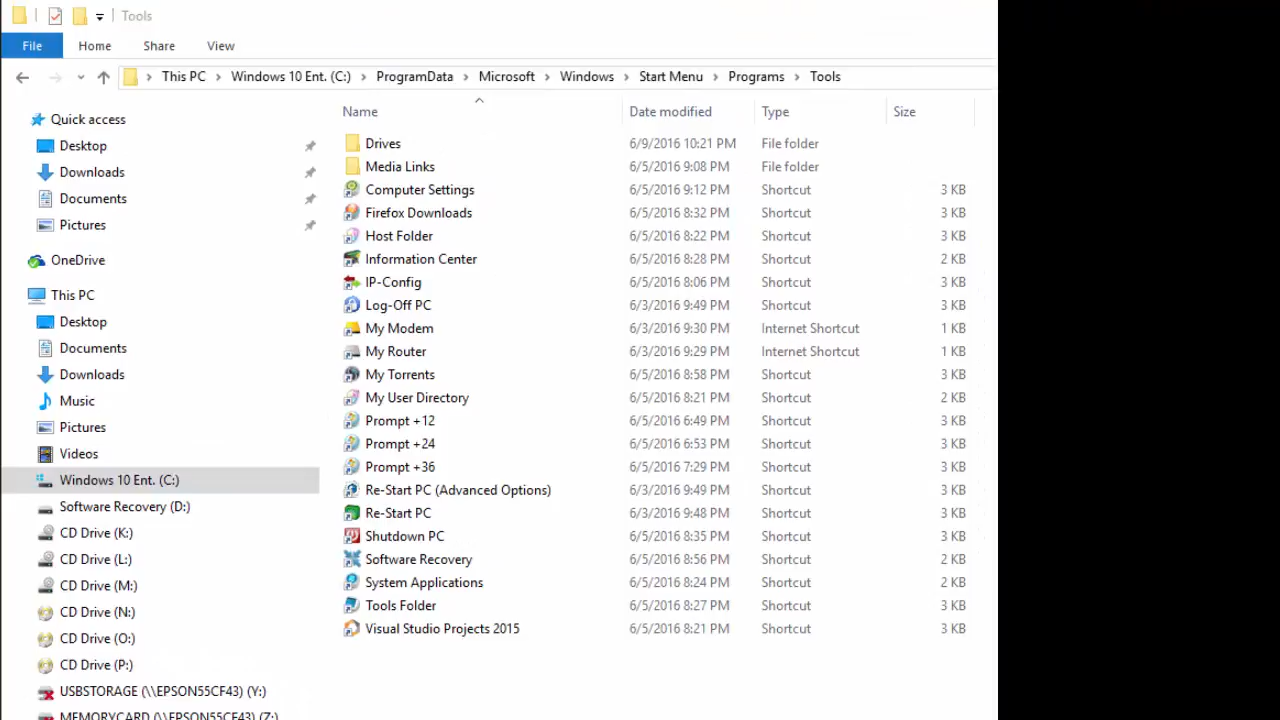 Tools
File Home Share View
This PC Windows 10 Ent. (C:) ProgramData Microsoft Windows Start Menu Programs Tools
Name Date modified Type Size
Quick access
Desktop
Downloads
Documents
Pictures
OneDrive
This PC
Desktop
Documents
Downloads
Music
Pictures
Videos
Windows 10 Ent. (C:)
Software Recovery (D:)
CD Drive (K:)
CD Drive (L:)
CD Drive (M:)
CD Drive (N:)
CD Drive (O:)
CD Drive (P:)
USBSTORAGE (\\EPSON55CF43) (Y:)
MEMORYCARD (\\EPSON55CF43) (Z:)
Drives 6/9/2016 10:21 PM File folder
Media Links 6/5/2016 9:08 PM File folder
Computer Settings 6/5/2016 9:12 PM Shortcut 3 KB
Firefox Downloads 6/5/2016 8:32 PM Shortcut 3 KB
Host Folder 6/5/2016 8:22 PM Shortcut 3 KB
Information Center 6/5/2016 8:28 PM Shortcut 2 KB
IP-Config 6/5/2016 8:06 PM Shortcut 3 KB
Log-Off PC 6/3/2016 9:49 PM Shortcut 3 KB
My Modem 6/3/2016 9:30 PM Internet Shortcut 1 KB
My Router 6/3/2016 9:29 PM Internet Shortcut 1 KB
My Torrents 6/5/2016 8:58 PM Shortcut 3 KB
My User Directory 6/5/2016 8:21 PM Shortcut 2 KB
Prompt +12 6/5/2016 6:49 PM Shortcut 3 KB
Prompt +24 6/5/2016 6:53 PM Shortcut 3 KB
Prompt +36 6/5/2016 7:29 PM Shortcut 3 KB
Re-Start PC (Advanced Options) 6/3/2016 9:49 PM Shortcut 3 KB
Re-Start PC 6/3/2016 9:48 PM Shortcut 3 KB
Shutdown PC 6/5/2016 8:35 PM Shortcut 3 KB
Software Recovery 6/5/2016 8:56 PM Shortcut 2 KB
System Applications 6/5/2016 8:24 PM Shortcut 2 KB
Tools Folder 6/5/2016 8:27 PM Shortcut 3 KB
Visual Studio Projects 2015 6/5/2016 8:21 PM Shortcut 3 KB